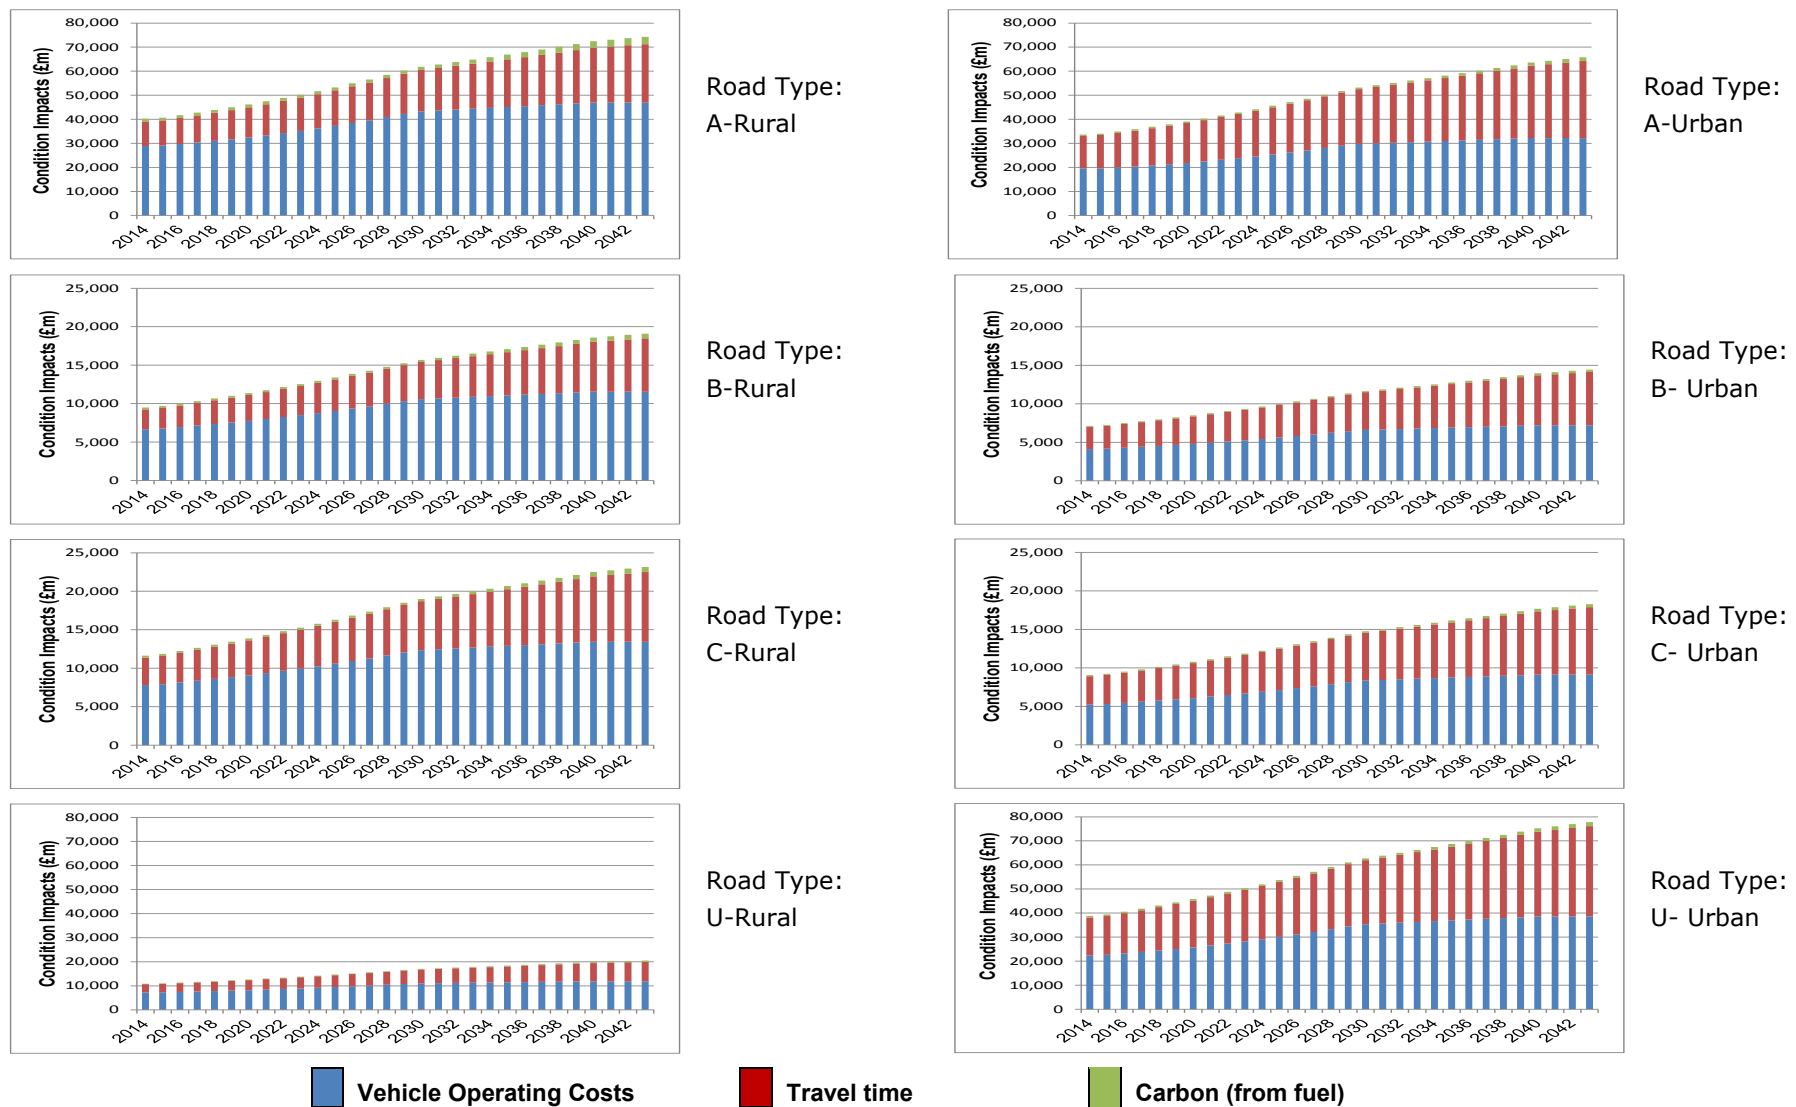 80,000
70,000
60,000
50,000
40,000
30,000
20,000
10,000
0
Condition Impacts (£m)
2014 2016 2018 2020 2022 2024 2026 2028 2030 2032 2034 2036 2038 2040 2042
Road Type:
A-Rural
80,000
70,000
60,000
50,000
40,000
30,000
20,000
10,000
0
Condition Impacts (£m)
2014 2016 2018 2020 2022 2024 2026 2028 2030 2032 2034 2036 2038 2040 2042
Road Type:
A-Urban
25,000
20,000
15,000
10,000
5,000
0
Condition Impacts (£m)
2014 2016 2018 2020 2022 2024 2026 2028 2030 2032 2034 2036 2038 2040 2042
Road Type:
B-Rural
25,000
20,000
15,000
10,000
5,000
0
Condition Impacts (£m)
2014 2016 2018 2020 2022 2024 2026 2028 2030 2032 2034 2036 2038 2040 2042
Road Type:
B- Urban
25,000
20,000
15,000
10,000
5,000
0
Condition Impacts (£m)
2014 2016 2018 2020 2022 2024 2026 2028 2030 2032 2034 2036 2038 2040 2042
Road Type:
C-Rural
25,000
20,000
15,000
10,000
5,000
0
Condition Impacts (£m)
2014 2016 2018 2020 2022 2024 2026 2028 2030 2032 2034 2036 2038 2040 2042
Road Type:
C- Urban
80,000
70,000
60,000
50,000
40,000
30,000
20,000
10,000
0
Condition Impacts (£m)
2014 2016 2018 2020 2022 2024 2026 2028 2030 2032 2034 2036 2038 2040 2042
Road Type:
U-Rural
80,000
70,000
60,000
50,000
40,000
30,000
20,000
10,000
0
Condition Impacts (£m)
2014 2016 2018 2020 2022 2024 2026 2028 2030 2032 2034 2036 2038 2040 2042
Road Type:
U- Urban
Vehicle Operating Costs
Travel time
Carbon (from fuel)